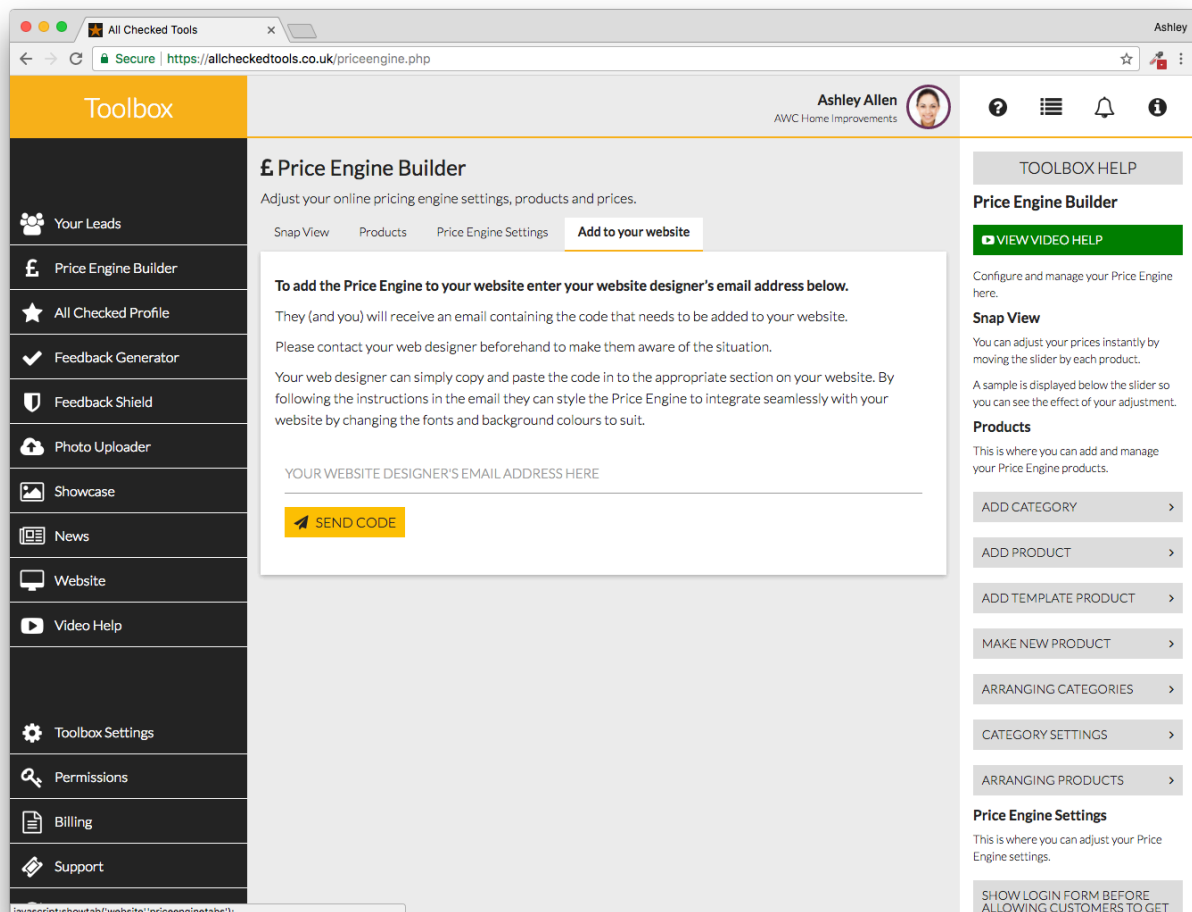 All Checked Tools
Ashley
Secure
https://allcheckedtools.co.uk/priceengine.php
Toolbox
Ashley Allen
AWC Home Improvements
Your Leads
Price Engine Builder
All Checked Profile
Feedback Generator
Feedback Shield
Photo Uploader
Showcase
News
Website
Video Help
Toolbox Settings
Permissions
Billing
Support
javascript:showtab('website','priceenginetabs');
£ Price Engine Builder
Adjust your online pricing engine settings, products and prices.
Snap View
Products
Price Engine Settings
Add to your website
To add the Price Engine to your website enter your website designer's email address below.
They (and you) will receive an email containing the code that needs to be added to your website.
Please contact your web designer beforehand to make them aware of the situation.
Your web designer can simply copy and paste the code in to the appropriate section on your website. By
following the instructions in the email they can style the Price Engine to integrate seamlessly with your
website by changing the fonts and background colours to suit.
YOUR WEBSITE DESIGNER'S EMAIL ADDRESS HERE
SEND CODE
TOOLBOX HELP
Price Engine Builder
VIEW VIDEO HELP
Configure and manage your Price Engine
here.
Snap View
You can adjust your prices instantly by
moving the slider by each product.
A sample is displayed below the slider so
you can see the effect of your adjustment.
Products
This is where you can add and manage
your Price Engine products.
ADD CATEGORY
ADD PRODUCT
ADD TEMPLATE PRODUCT
MAKE NEW PRODUCT
ARRANGING CATEGORIES
CATEGORY SETTINGS
ARRANGING PRODUCTS
Price Engine Settings
This is where you can adjust your Price
Engine settings.
SHOW LOGIN FORM BEFORE
ALLOWING CUSTOMERS TO GET